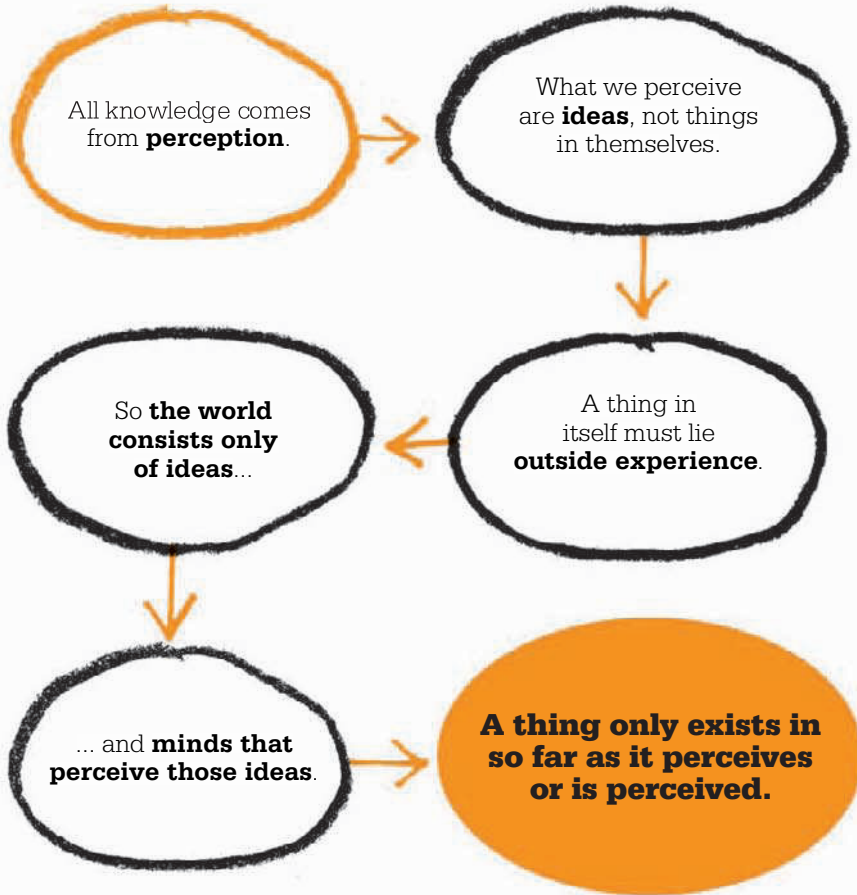 All knowledge comes
from perception.
What we perceive
are ideas, not things
in themselves.
A thing in
itself must lie
outside experience.
So the world
consists only
of ideas...
... and minds that
perceive those ideas.
A thing only exists in
so far as it perceives
or is perceived.